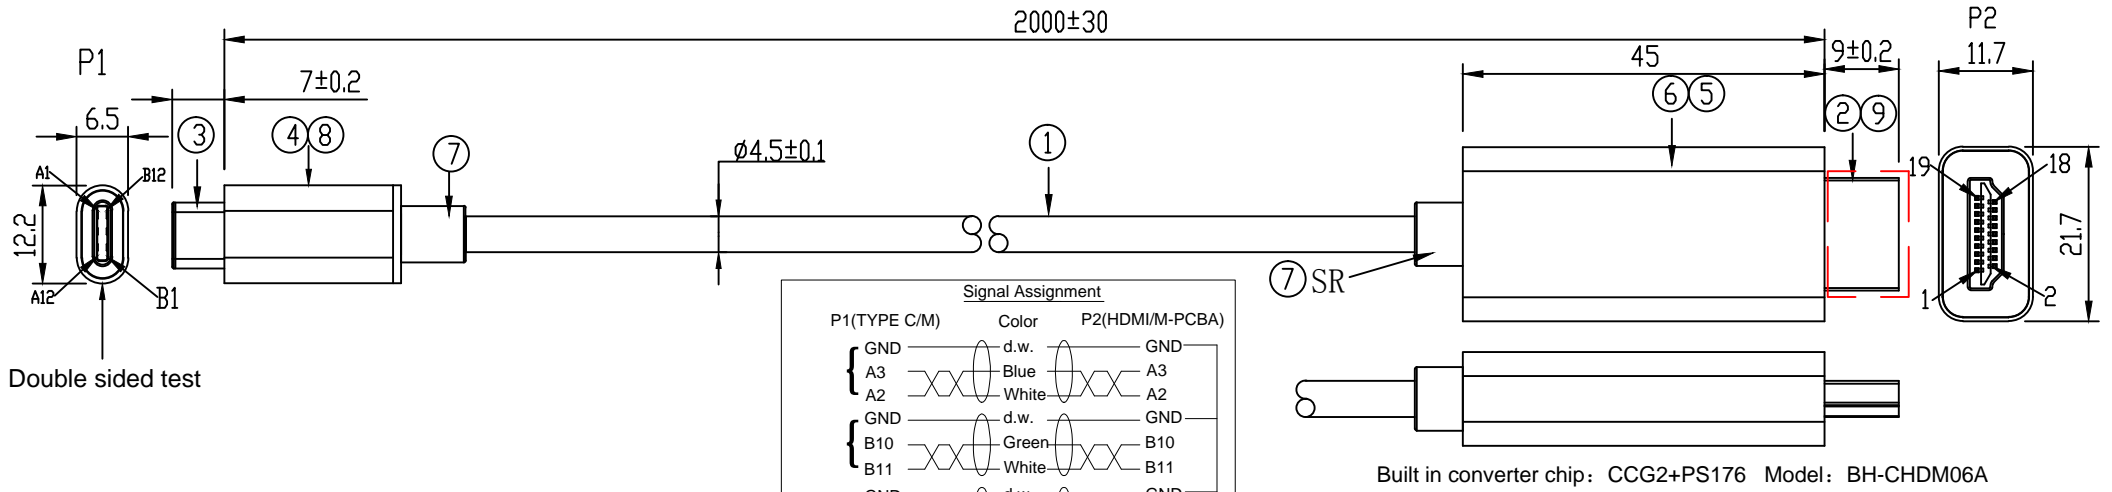 2000±30
P2
P1
7±0.2
45
9±0.2
11.7
6.5
③
④⑧
⑦
ø4.5±0.1
①
⑥⑤
②⑨
A1
B12
19
18
12.2
21.7
A12
B1
⑦SR
1
2
Double sided test
Signal Assignment
P1(TYPE C/M) Color P2(HDMI/M-PCBA)
GND d.w. GND
A3 Blue A3
A2 White A2
GND d.w. GND
B10 Green B10
B11 White B11
GND d.w. GND
Built in converter chip：CCG2+PS176 Model：BH-CHDM06A